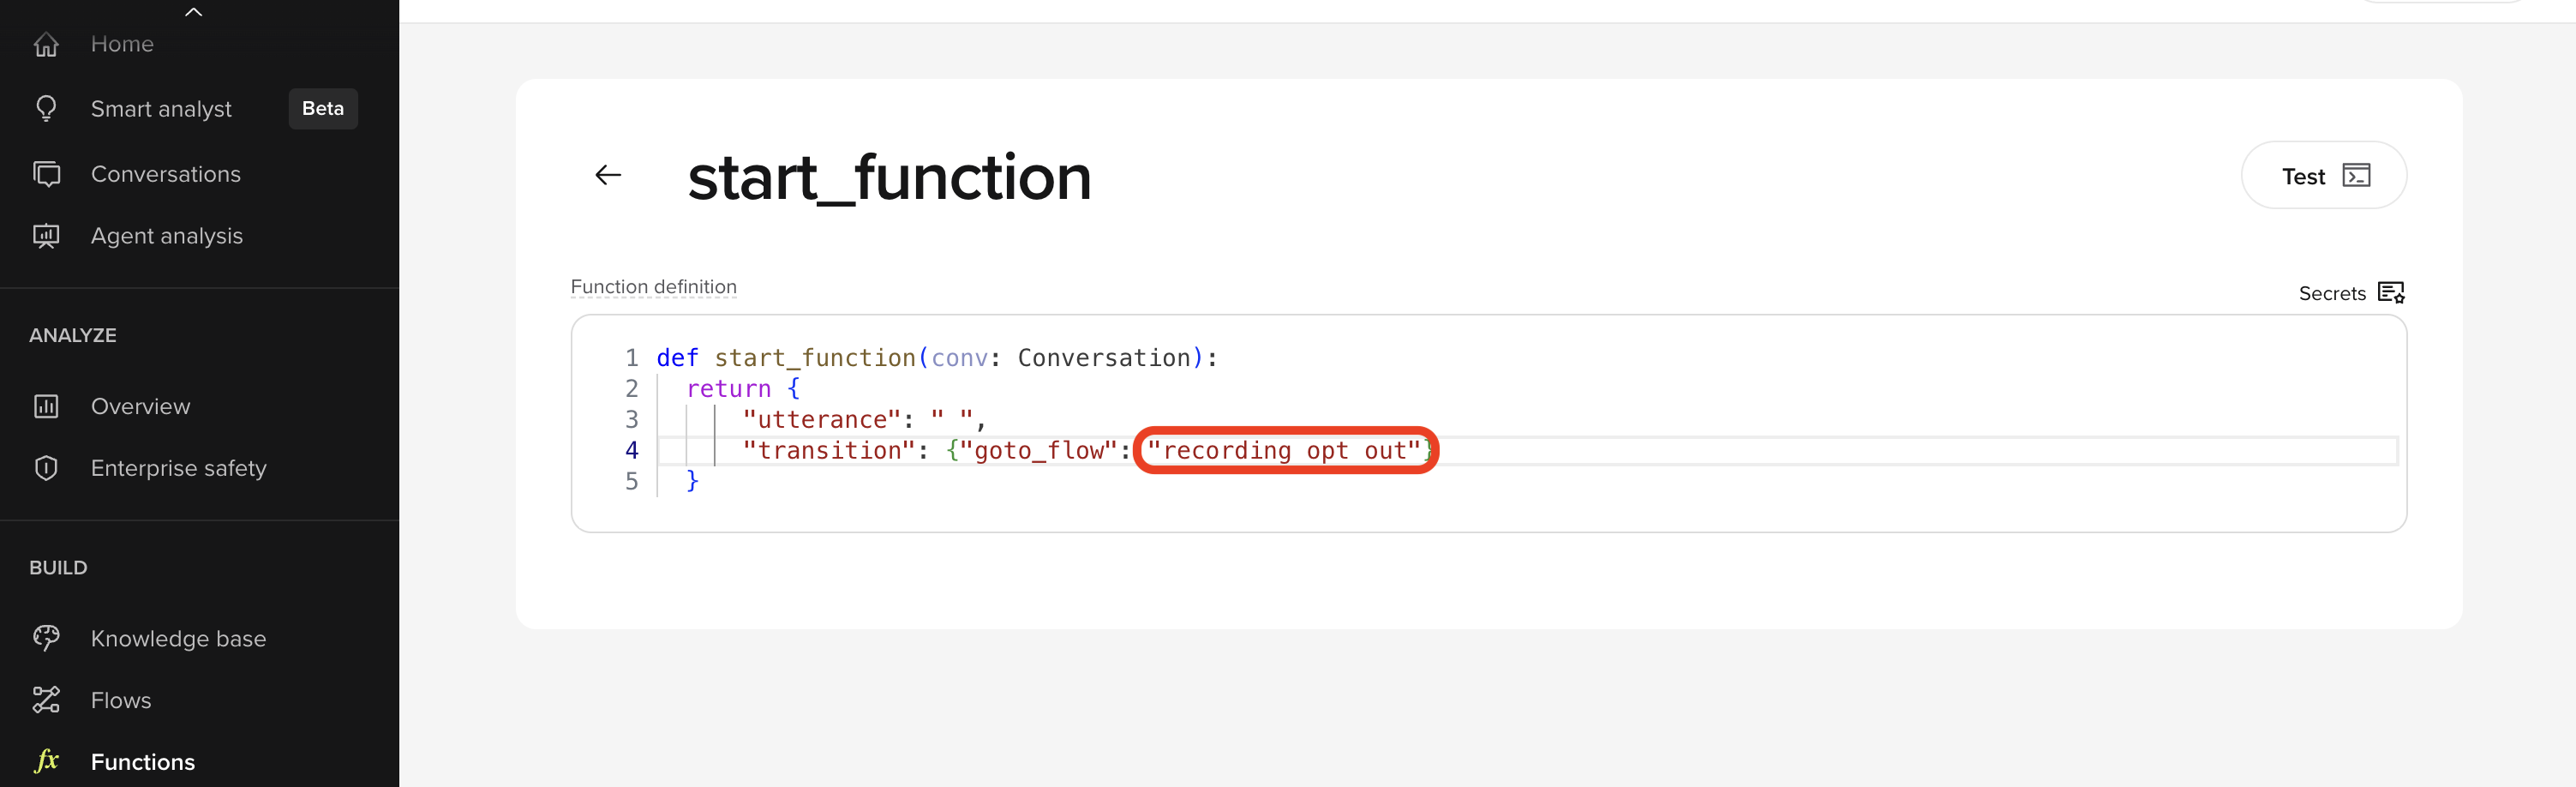 Home
Smart analyst Beta
Conversations
Agent analysis
ANALYZE
Overview
Enterprise safety
BUILD
Knowledge base
Flows
fx Functions
start_function
Test
Function definition
Secrets
1 def start_function(conv: Conversation):
2 return {
3 "utterance": " ",
4 "transition": {"goto_flow": "recording opt out"}
5 }